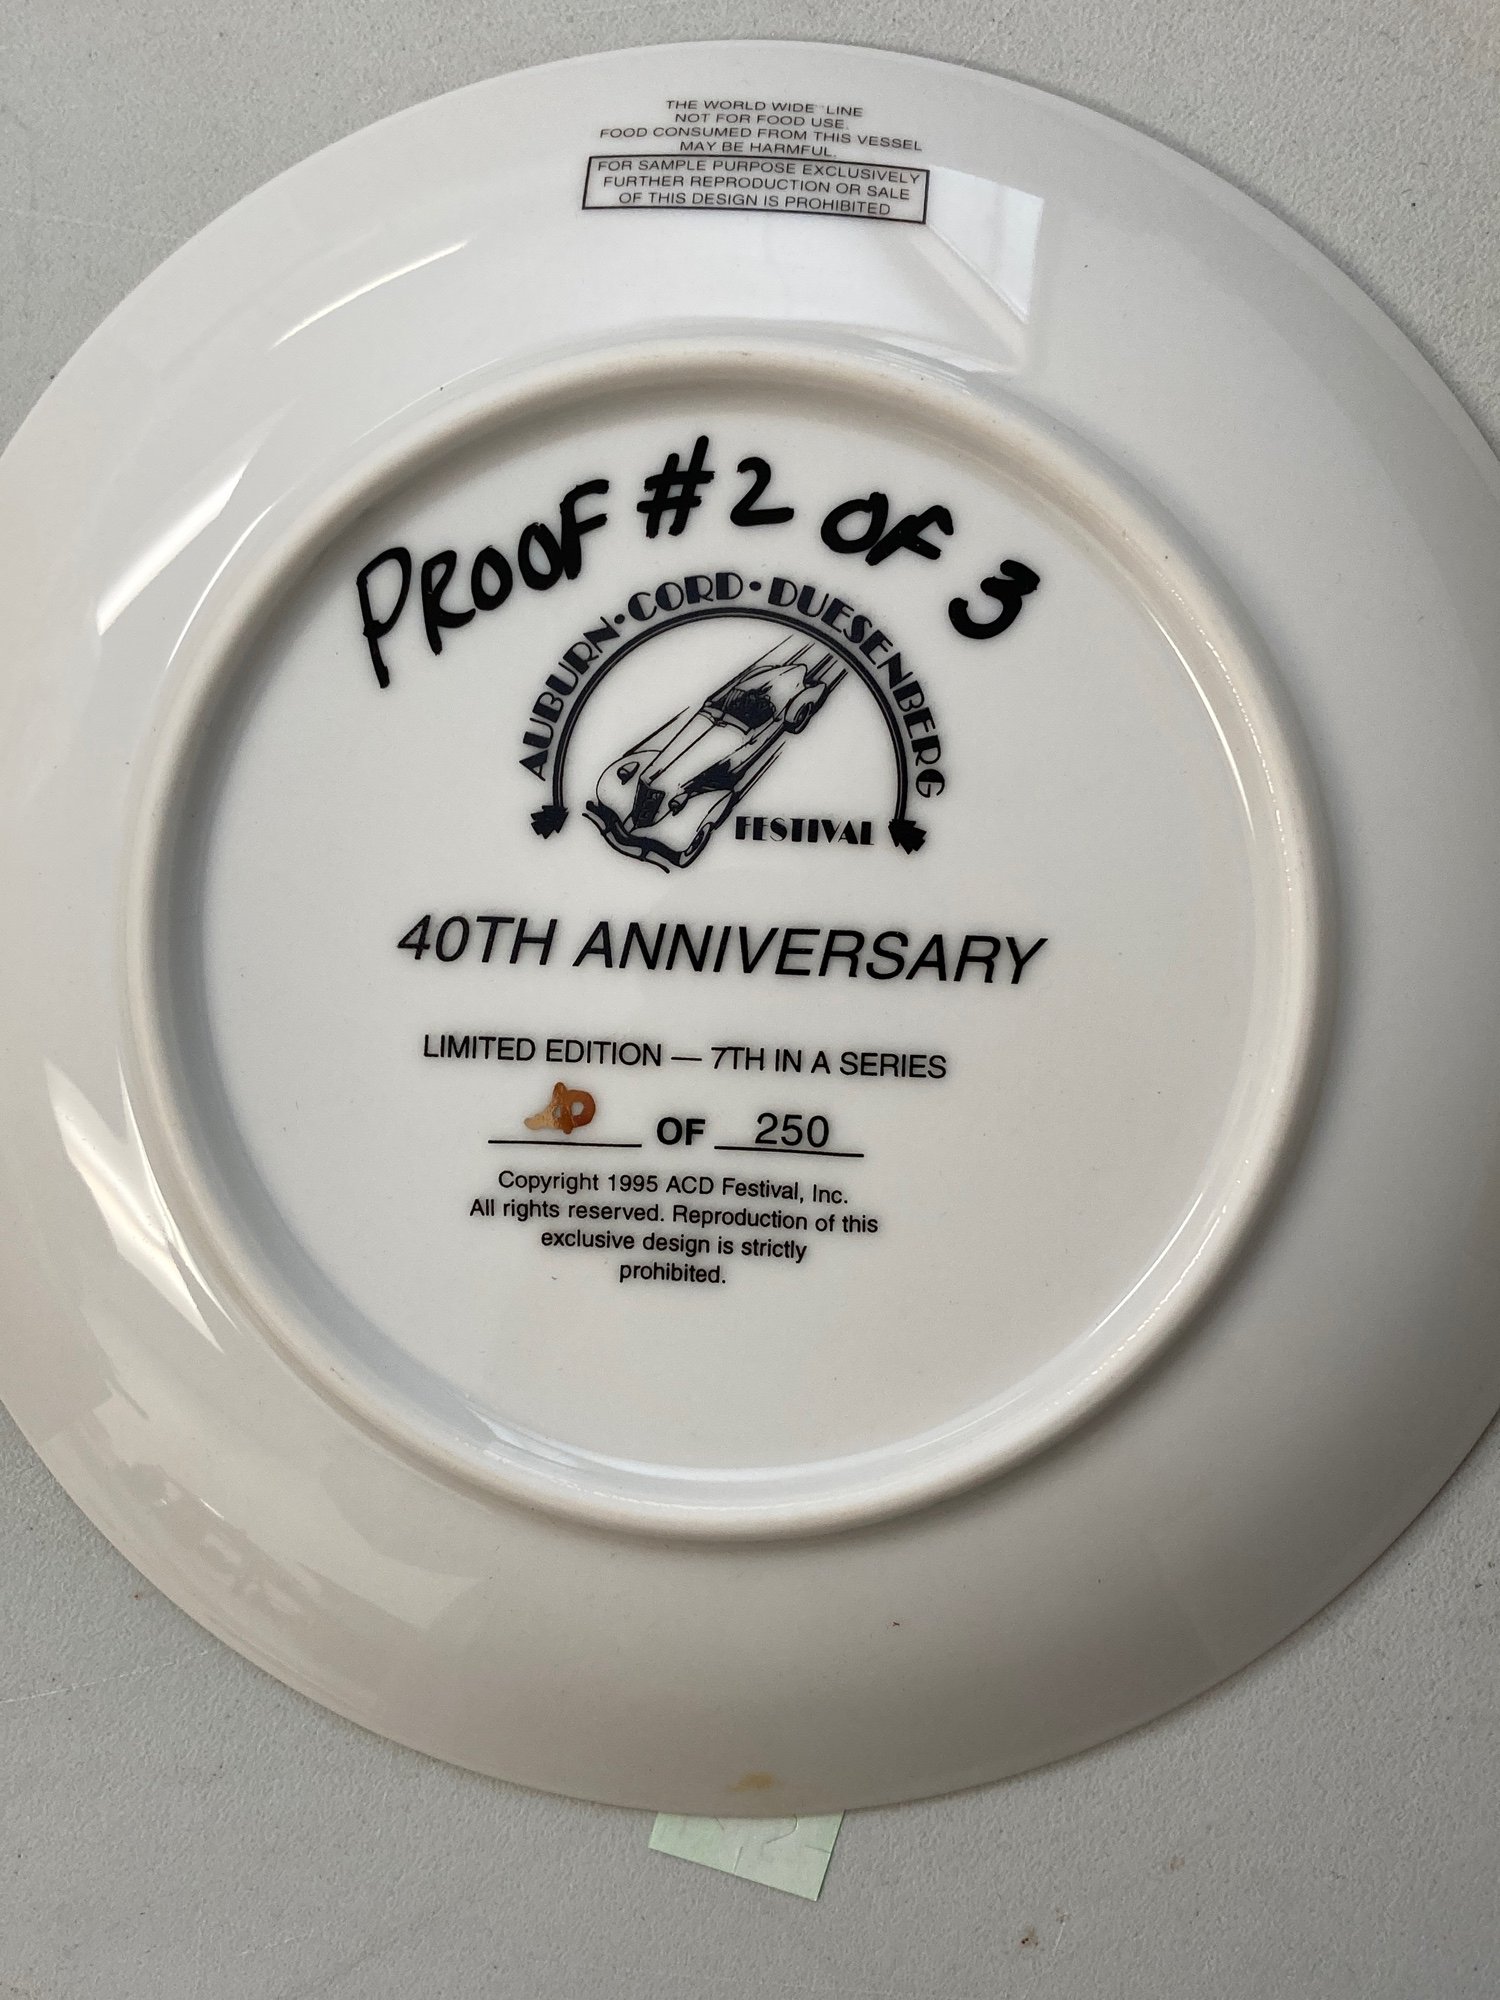 THE WORLD WIDE LINE
NOT FOR FOOD USE.
FOOD CONSUMED FROM THIS VESSEL
MAY BE HARMFUL.
FOR SAMPLE PURPOSE EXCLUSIVELY
FURTHER REPRODUCTION OR SALE
OF THIS DESIGN IS PROHIBITED
PROOF #2 OF 3
AUBURN·CORD·DUESENBERG
FESTIVAL
40TH ANNIVERSARY
LIMITED EDITION — 7TH IN A SERIES
OF 250
Copyright 1995 ACD Festival, Inc.
All rights reserved. Reproduction of this
exclusive design is strictly
prohibited.